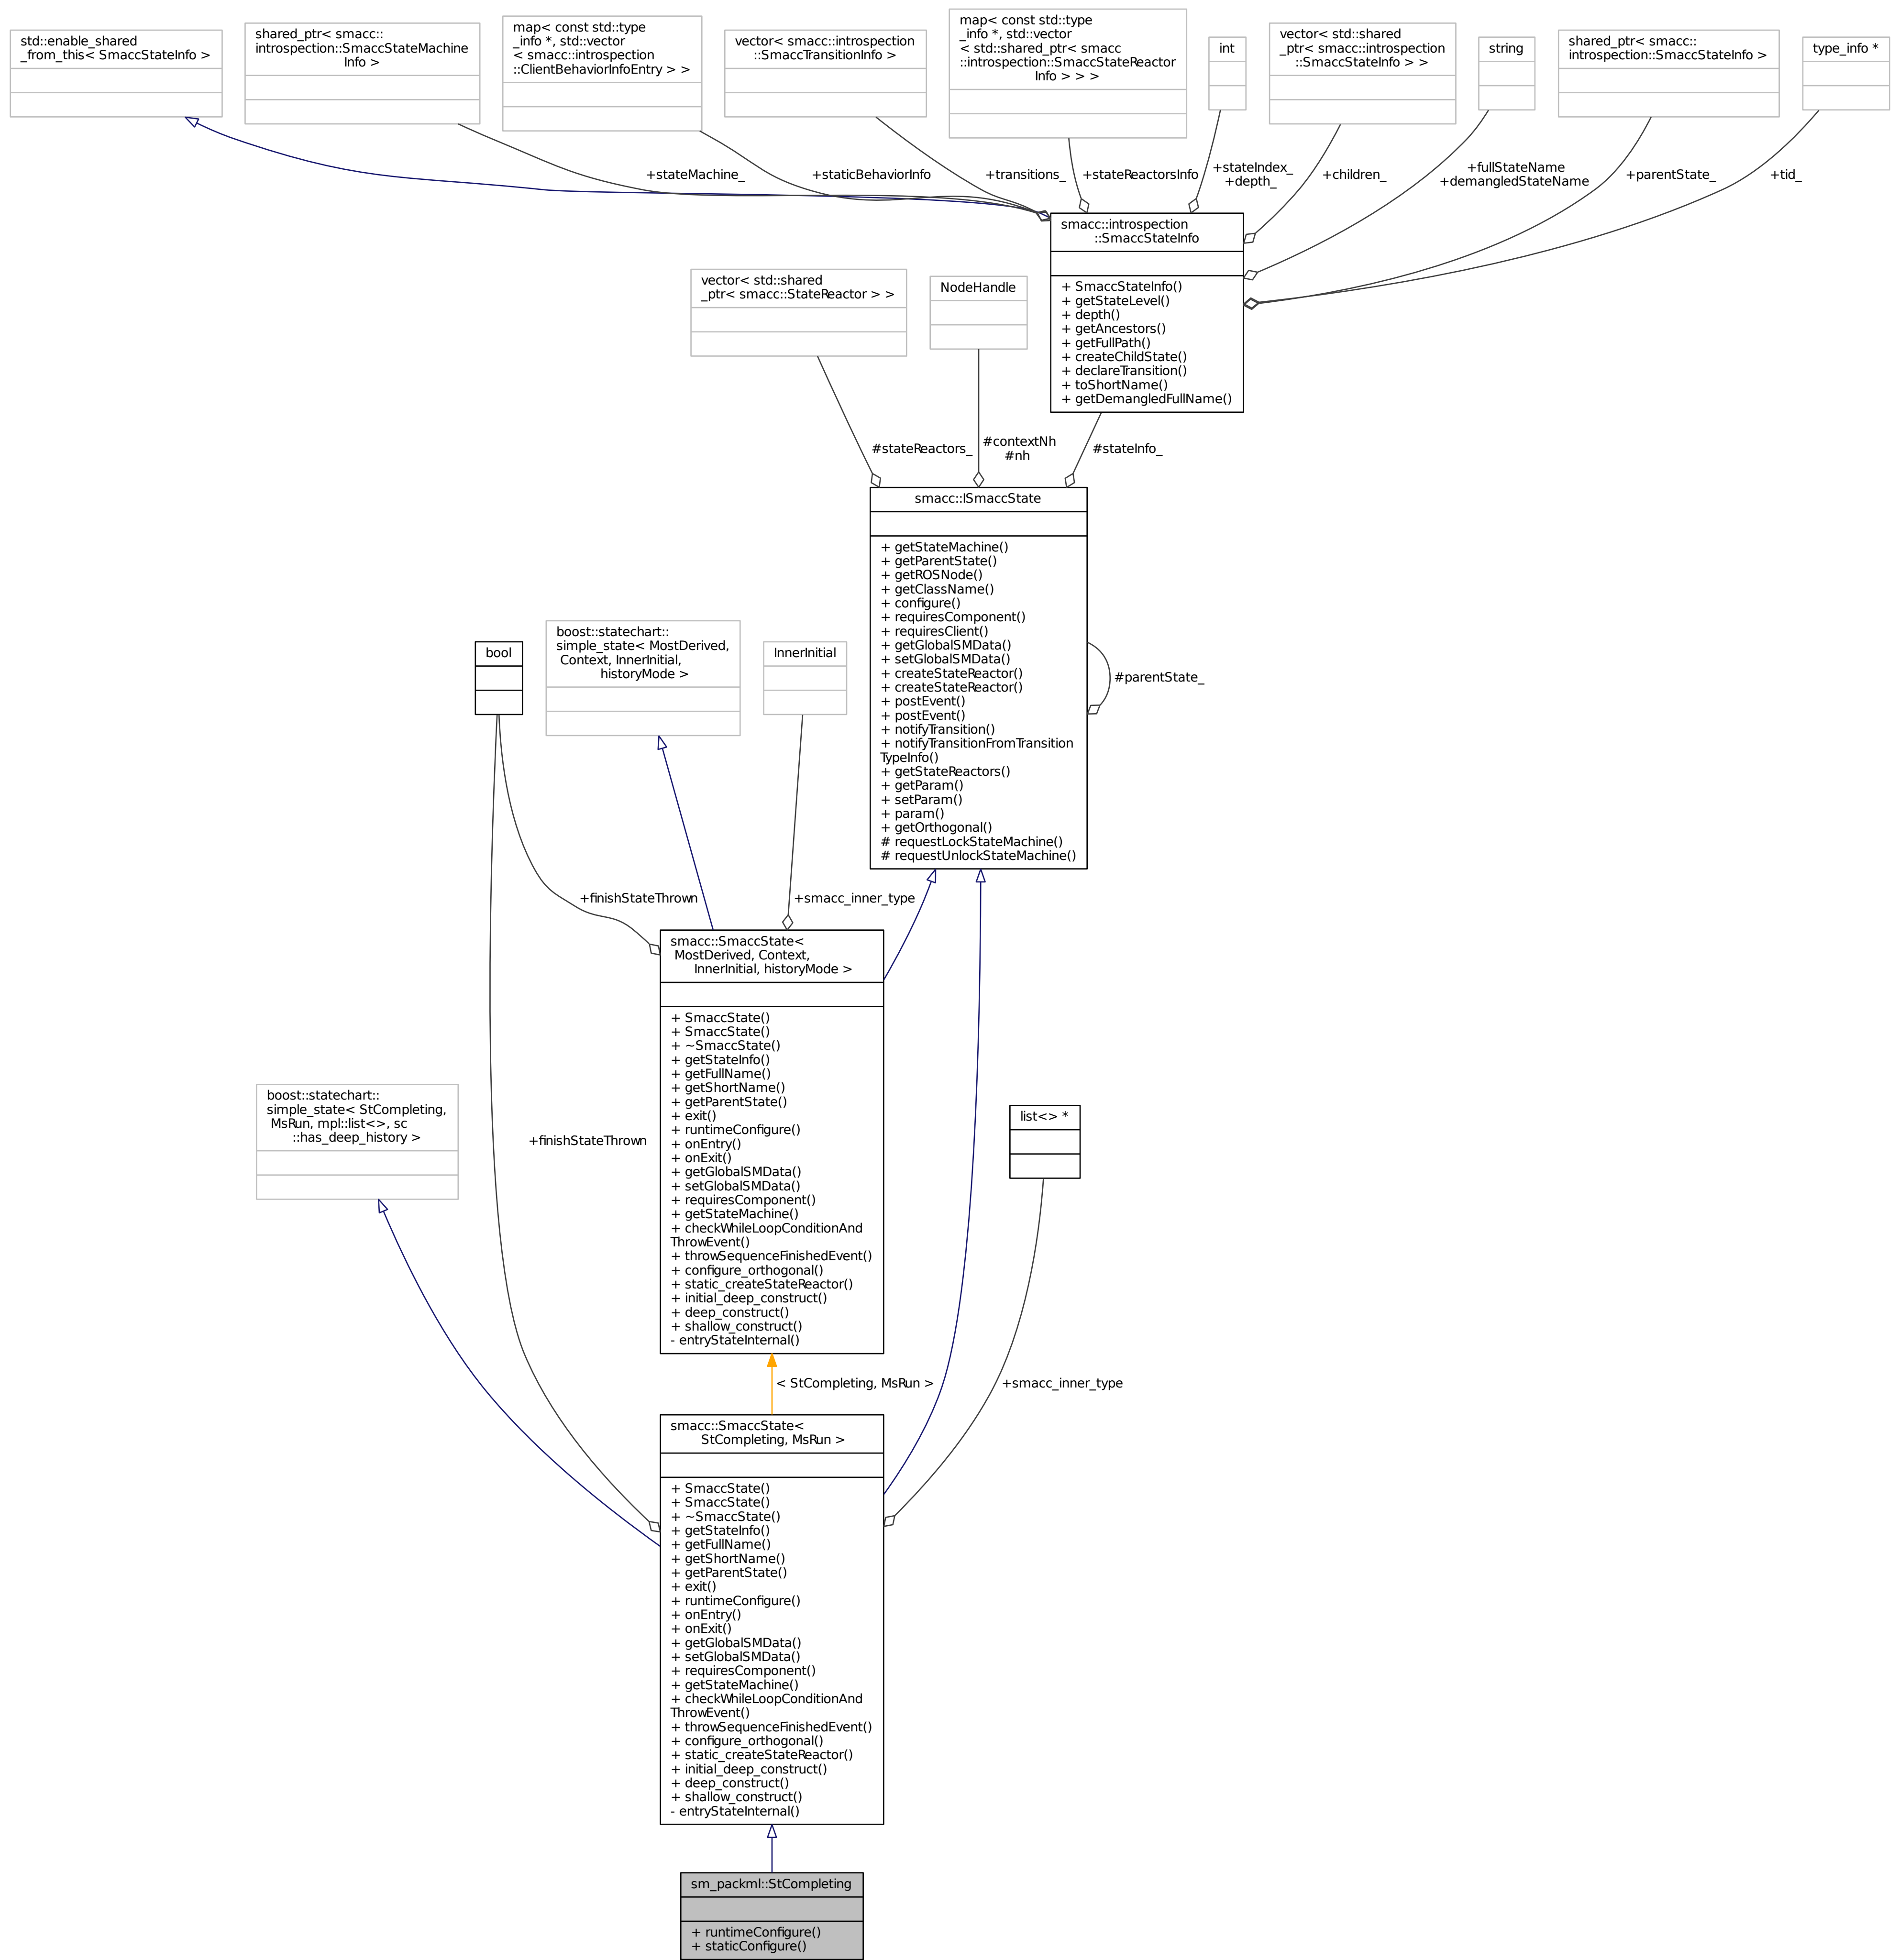 std::enable_shared
_from_this< SmaccStateInfo >
shared_ptr< smacc::
introspection::SmaccStateMachine
Info >
map< const std::type
_info *, std::vector
< smacc::introspection
::ClientBehaviorInfoEntry > >
vector< smacc::introspection
::SmaccTransitionInfo >
map< const std::type
_info *, std::vector
< std::shared_ptr< smacc
::introspection::SmaccStateReactor
Info > > >
int
vector< std::shared
_ptr< smacc::introspection
::SmaccStateInfo > >
string
shared_ptr< smacc::
introspection::SmaccStateInfo >
type_info *
+stateMachine_
+staticBehaviorInfo
+transitions_
+stateReactorsInfo
+stateIndex_
+depth_
+children_
+fullStateName
+demangledStateName
+parentState_
+tid_
smacc::introspection
::SmaccStateInfo
+ SmaccStateInfo()
+ getStateLevel()
+ depth()
+ getAncestors()
+ getFullPath()
+ createChildState()
+ declareTransition()
+ toShortName()
+ getDemangledFullName()
vector< std::shared
_ptr< smacc::StateReactor > >
NodeHandle
#stateReactors_
#contextNh
#nh
#stateInfo_
smacc::ISmaccState
+ getStateMachine()
+ getParentState()
+ getROSNode()
+ getClassName()
+ configure()
+ requiresComponent()
+ requiresClient()
+ getGlobalSMData()
+ setGlobalSMData()
+ createStateReactor()
+ createStateReactor()
+ postEvent()
+ postEvent()
+ notifyTransition()
+ notifyTransitionFromTransition
TypeInfo()
+ getStateReactors()
+ getParam()
+ setParam()
+ param()
+ getOrthogonal()
# requestLockStateMachine()
# requestUnlockStateMachine()
#parentState_
bool
boost::statechart::
simple_state< MostDerived,
Context, InnerInitial,
historyMode >
InnerInitial
+finishStateThrown
+smacc_inner_type
smacc::SmaccState<
MostDerived, Context,
InnerInitial, historyMode >
+ SmaccState()
+ SmaccState()
+ ~SmaccState()
+ getStateInfo()
+ getFullName()
+ getShortName()
+ getParentState()
+ exit()
+ runtimeConfigure()
+ onEntry()
+ onExit()
+ getGlobalSMData()
+ setGlobalSMData()
+ requiresComponent()
+ getStateMachine()
+ checkWhileLoopConditionAnd
ThrowEvent()
+ throwSequenceFinishedEvent()
+ configure_orthogonal()
+ static_createStateReactor()
+ initial_deep_construct()
+ deep_construct()
+ shallow_construct()
- entryStateInternal()
boost::statechart::
simple_state< StCompleting,
MsRun, mpl::list<>, sc
::has_deep_history >
+finishStateThrown
list<> *
< StCompleting, MsRun >
+smacc_inner_type
smacc::SmaccState<
StCompleting, MsRun >
+ SmaccState()
+ SmaccState()
+ ~SmaccState()
+ getStateInfo()
+ getFullName()
+ getShortName()
+ getParentState()
+ exit()
+ runtimeConfigure()
+ onEntry()
+ onExit()
+ getGlobalSMData()
+ setGlobalSMData()
+ requiresComponent()
+ getStateMachine()
+ checkWhileLoopConditionAnd
ThrowEvent()
+ throwSequenceFinishedEvent()
+ configure_orthogonal()
+ static_createStateReactor()
+ initial_deep_construct()
+ deep_construct()
+ shallow_construct()
- entryStateInternal()
sm_packml::StCompleting
+ runtimeConfigure()
+ staticConfigure()